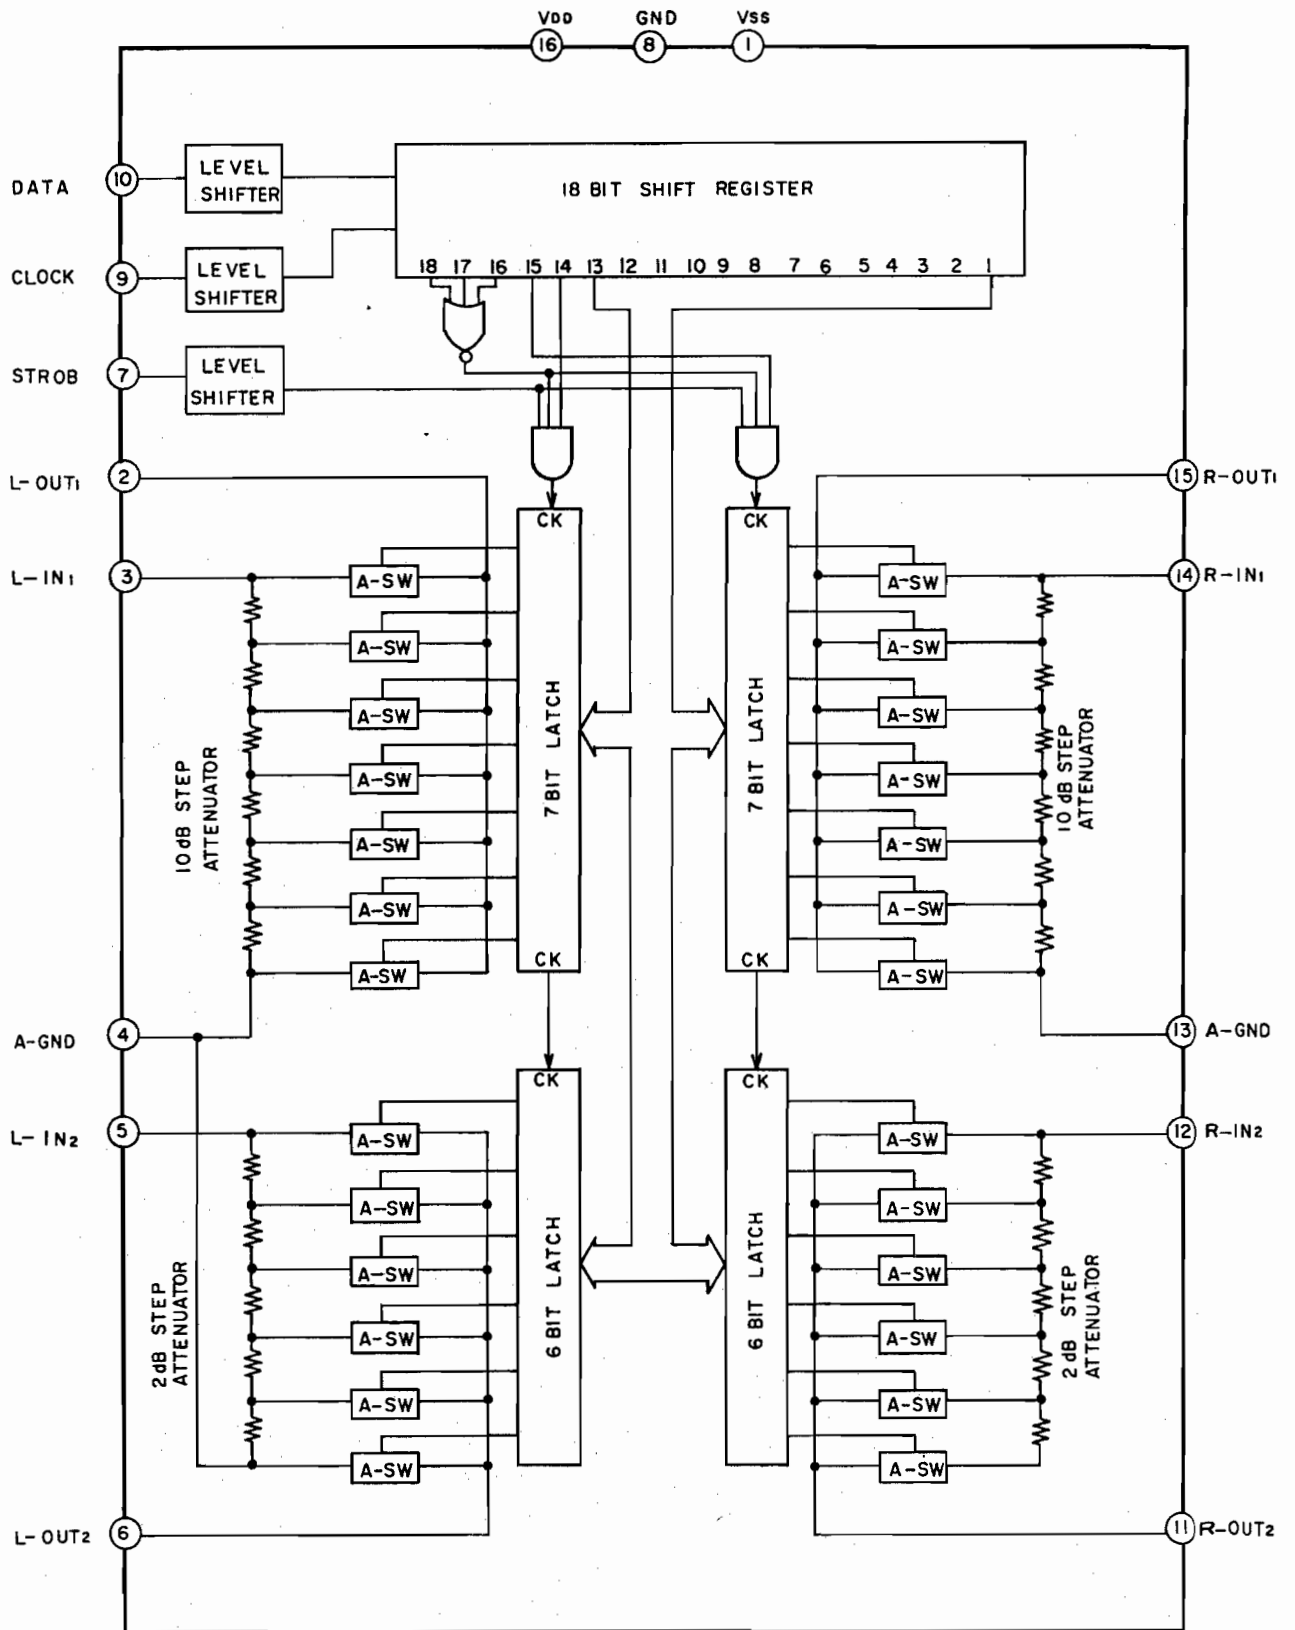 VDD GND VSS
16 8 1
DATA 10 LEVEL SHIFTER
18 BIT SHIFT REGISTER
CLOCK 9 LEVEL SHIFTER
18 17 16 15 14 13 12 11 10 9 8 7 6 5 4 3 2 1
STROB 7 LEVEL SHIFTER
L-OUT1 2
15 R-OUT1
CK CK
L-IN1 3 A-SW A-SW 14 R-IN1
A-SW A-SW
A-SW A-SW
A-SW A-SW
A-SW A-SW
A-SW A-SW
A-SW A-SW
10dB STEP
ATTENUATOR
7 BIT LATCH
7 BIT LATCH
10dB STEP
ATTENUATOR
CK CK
A-GND 4 13 A-GND
CK CK
L-IN2 5 A-SW A-SW 12 R-IN2
A-SW A-SW
A-SW A-SW
A-SW A-SW
A-SW A-SW
A-SW A-SW
2dB STEP
ATTENUATOR
6 BIT LATCH
6 BIT LATCH
2dB STEP
ATTENUATOR
L-OUT2 6 11 R-OUT2